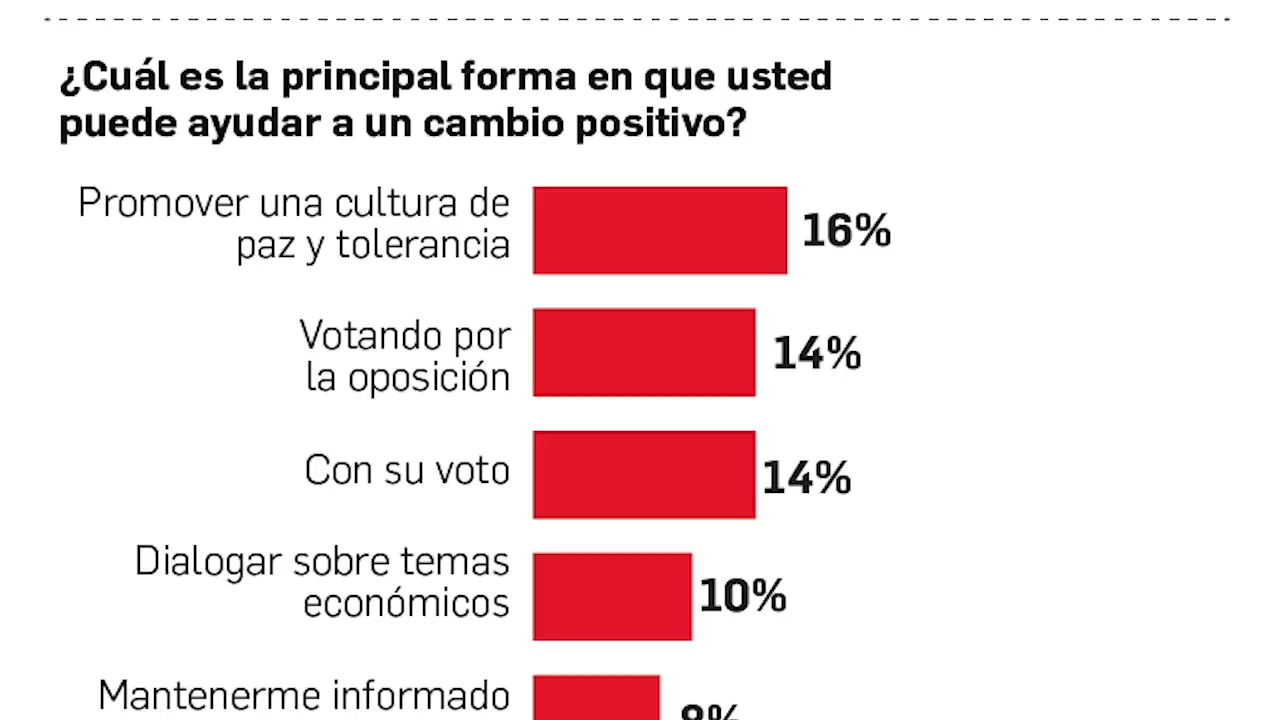 ¿Cuál es la principal forma en que usted
puede ayudar a un cambio positivo?
Promover una cultura de
paz y tolerancia
16%
Votando por
la oposición
14%
Con su voto
14%
Dialogar sobre temas
económicos
10%
Mantenerme informado
8%